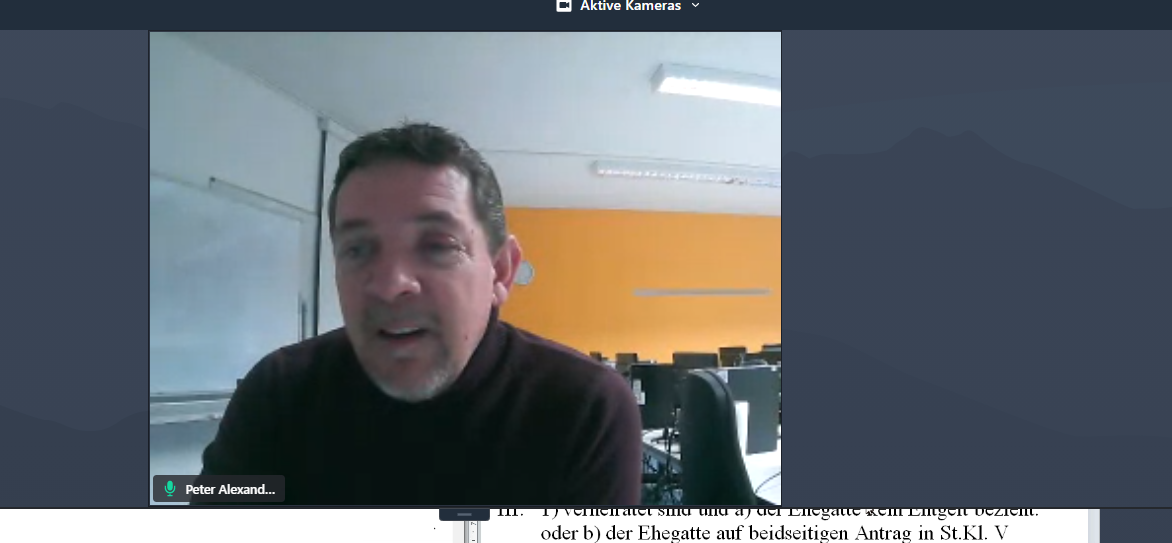 Aktive Kameras
Peter Alexand...
III. 1) verheiratet sind und a) der Ehegatte kein Entgelt bezieht.
oder b) der Ehegatte auf beidseitigen Antrag in St.Kl. V